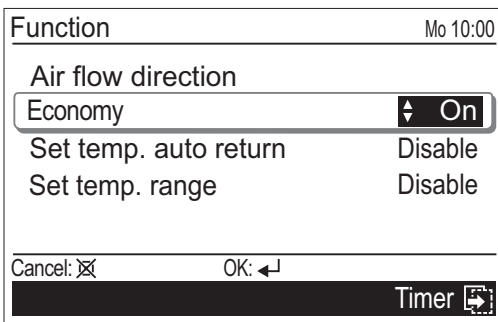 Function Mo 10:00
Air flow direction
Economy On
Set temp. auto return Disable
Set temp. range Disable
Cancel: OK:
Timer